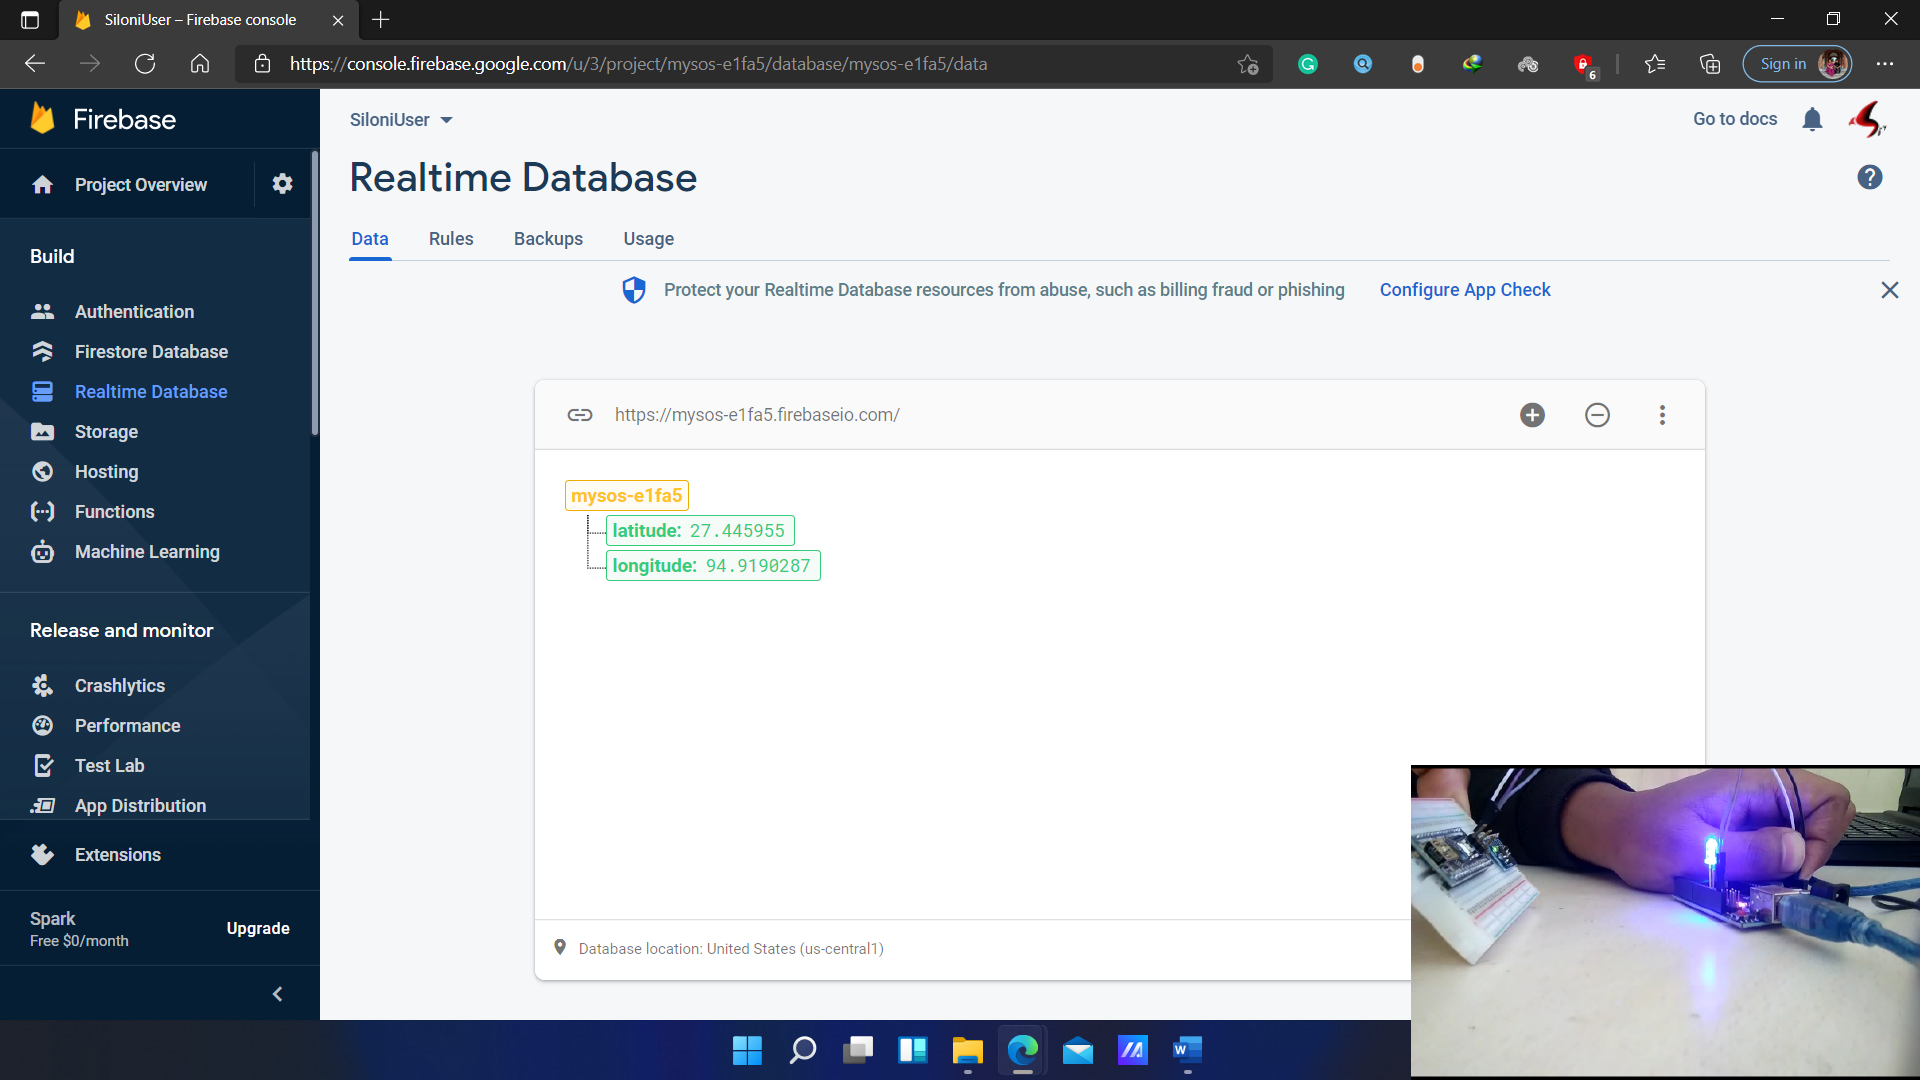 SiloniUser – Firebase console
https://console.firebase.google.com/u/3/project/mysos-e1fa5/database/mysos-e1fa5/data
6
Sign in
Firebase
Project Overview
Build
Authentication
Firestore Database
Realtime Database
Storage
Hosting
Functions
Machine Learning
Release and monitor
Crashlytics
Performance
Test Lab
App Distribution
Extensions
Spark
Free $0/month
Upgrade
SiloniUser
Go to docs
Realtime Database
Data
Rules
Backups
Usage
Protect your Realtime Database resources from abuse, such as billing fraud or phishing
Configure App Check
https://mysos-e1fa5.firebaseio.com/
mysos-e1fa5
latitude: 27.445955
longitude: 94.9190287
Database location: United States (us-central1)